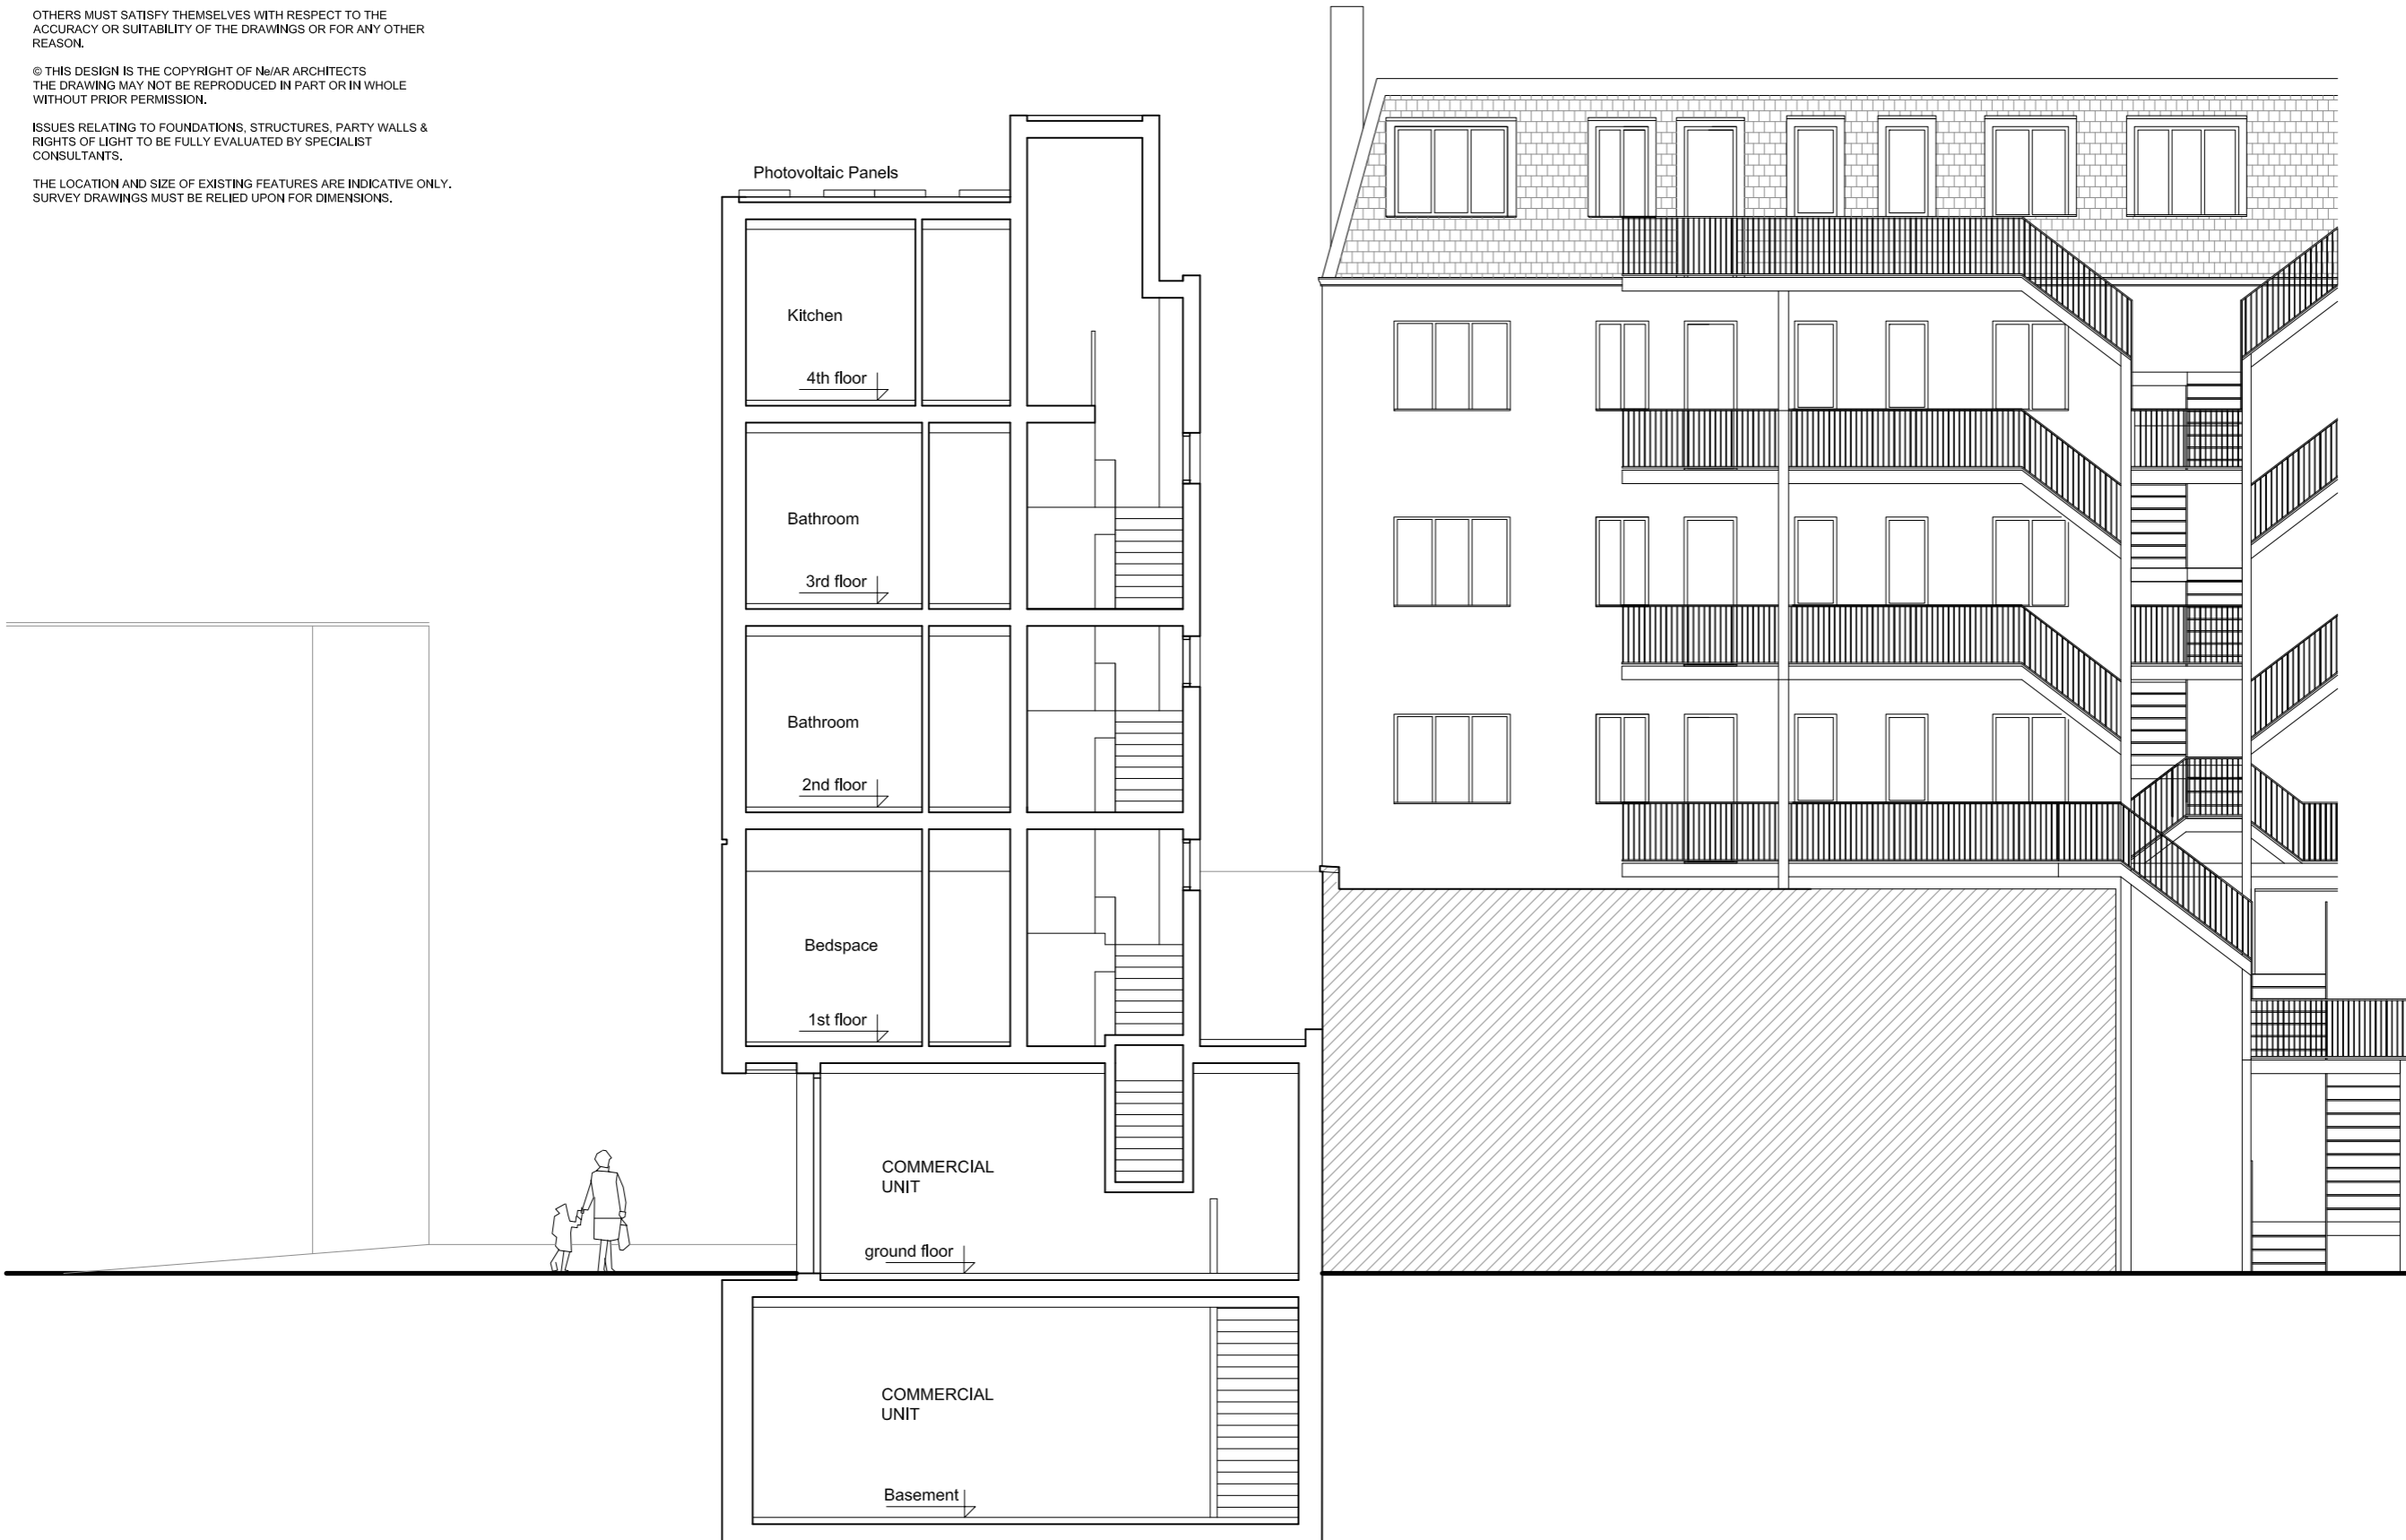 OTHERS MUST SATISFY THEMSELVES WITH RESPECT TO THE
ACCURACY OR SUITABILITY OF THE DRAWINGS OR FOR ANY OTHER
REASON.
© THIS DESIGN IS THE COPYRIGHT OF Ne/AR ARCHITECTS
THE DRAWING MAY NOT BE REPRODUCED IN PART OR IN WHOLE
WITHOUT PRIOR PERMISSION.
ISSUES RELATING TO FOUNDATIONS, STRUCTURES, PARTY WALLS &
RIGHTS OF LIGHT TO BE FULLY EVALUATED BY SPECIALIST
CONSULTANTS.
THE LOCATION AND SIZE OF EXISTING FEATURES ARE INDICATIVE ONLY.
SURVEY DRAWINGS MUST BE RELIED UPON FOR DIMENSIONS.
Photovoltaic Panels
Kitchen
4th floor
Bathroom
3rd floor
Bathroom
2nd floor
Bedspace
1st floor
COMMERCIAL
UNIT
ground floor
COMMERCIAL
UNIT
Basement